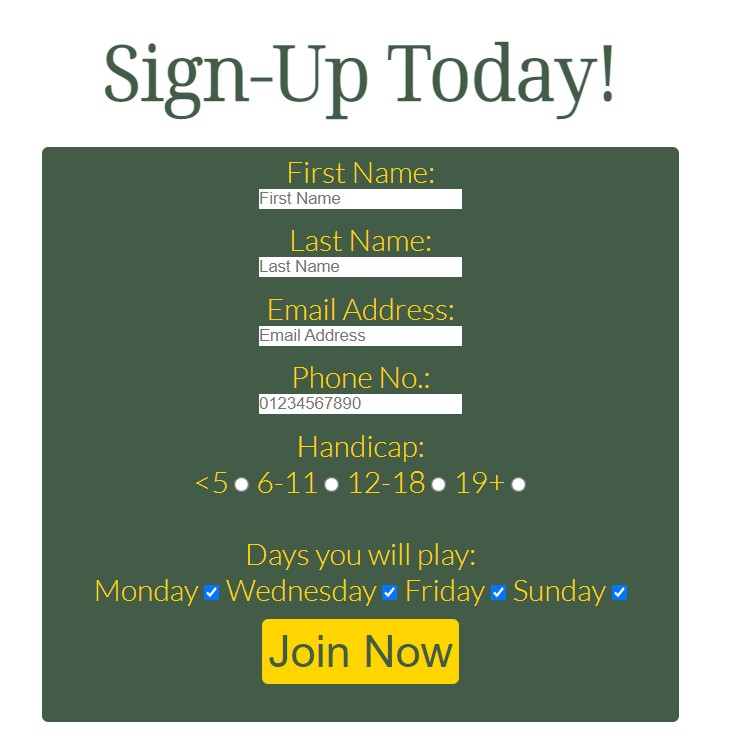 Sign-Up Today!
First Name:
First Name
Last Name:
Last Name
Email Address:
Email Address
Phone No.:
01234567890
Handicap:
<5 6-11 12-18 19+
Days you will play:
Monday Wednesday Friday Sunday
Join Now